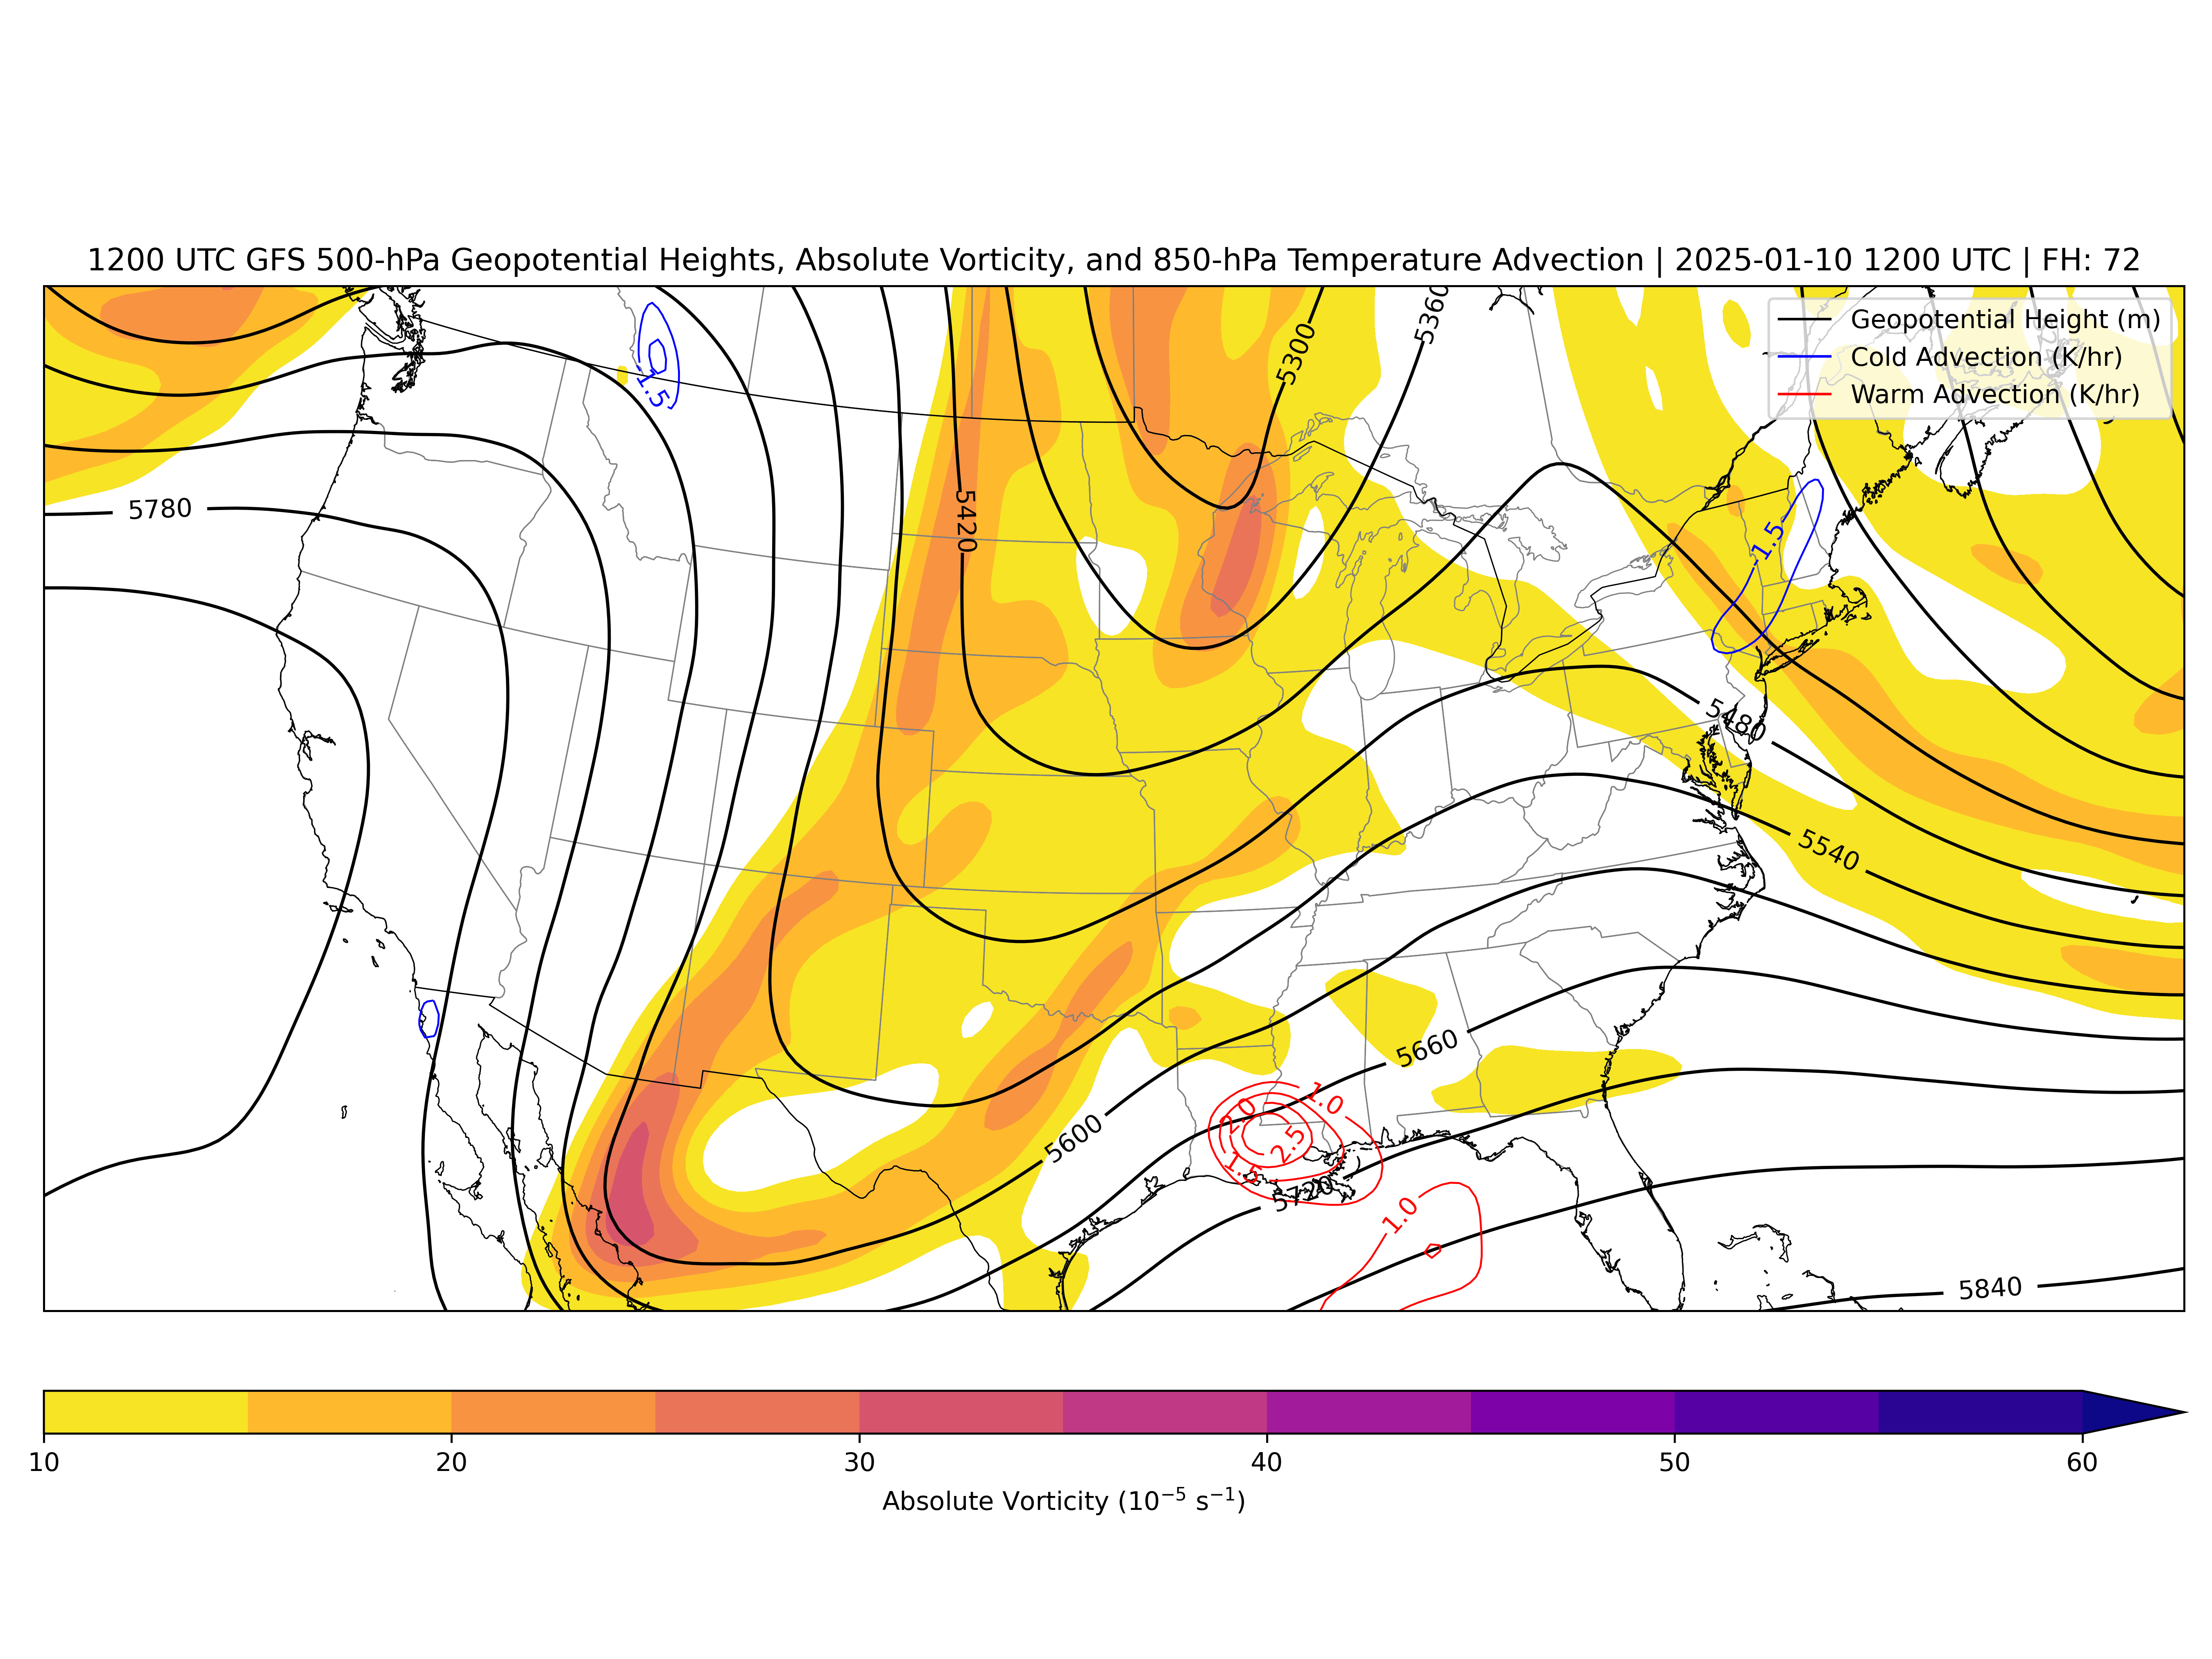 1200 UTC GFS 500-hPa Geopotential Heights, Absolute Vorticity, and 850-hPa Temperature Advection | 2025-01-10 1200 UTC | FH: 72
Geopotential Height (m)
Cold Advection (K/hr)
Warm Advection (K/hr)
5300
5360
-1.5
5780
5420
-1.5
5480
5540
5660
1.0
2.0
2.5
1.5
5600
5720
1.0
5840
10 20 30 40 50 60
Absolute Vorticity (10⁻⁵ s⁻¹)